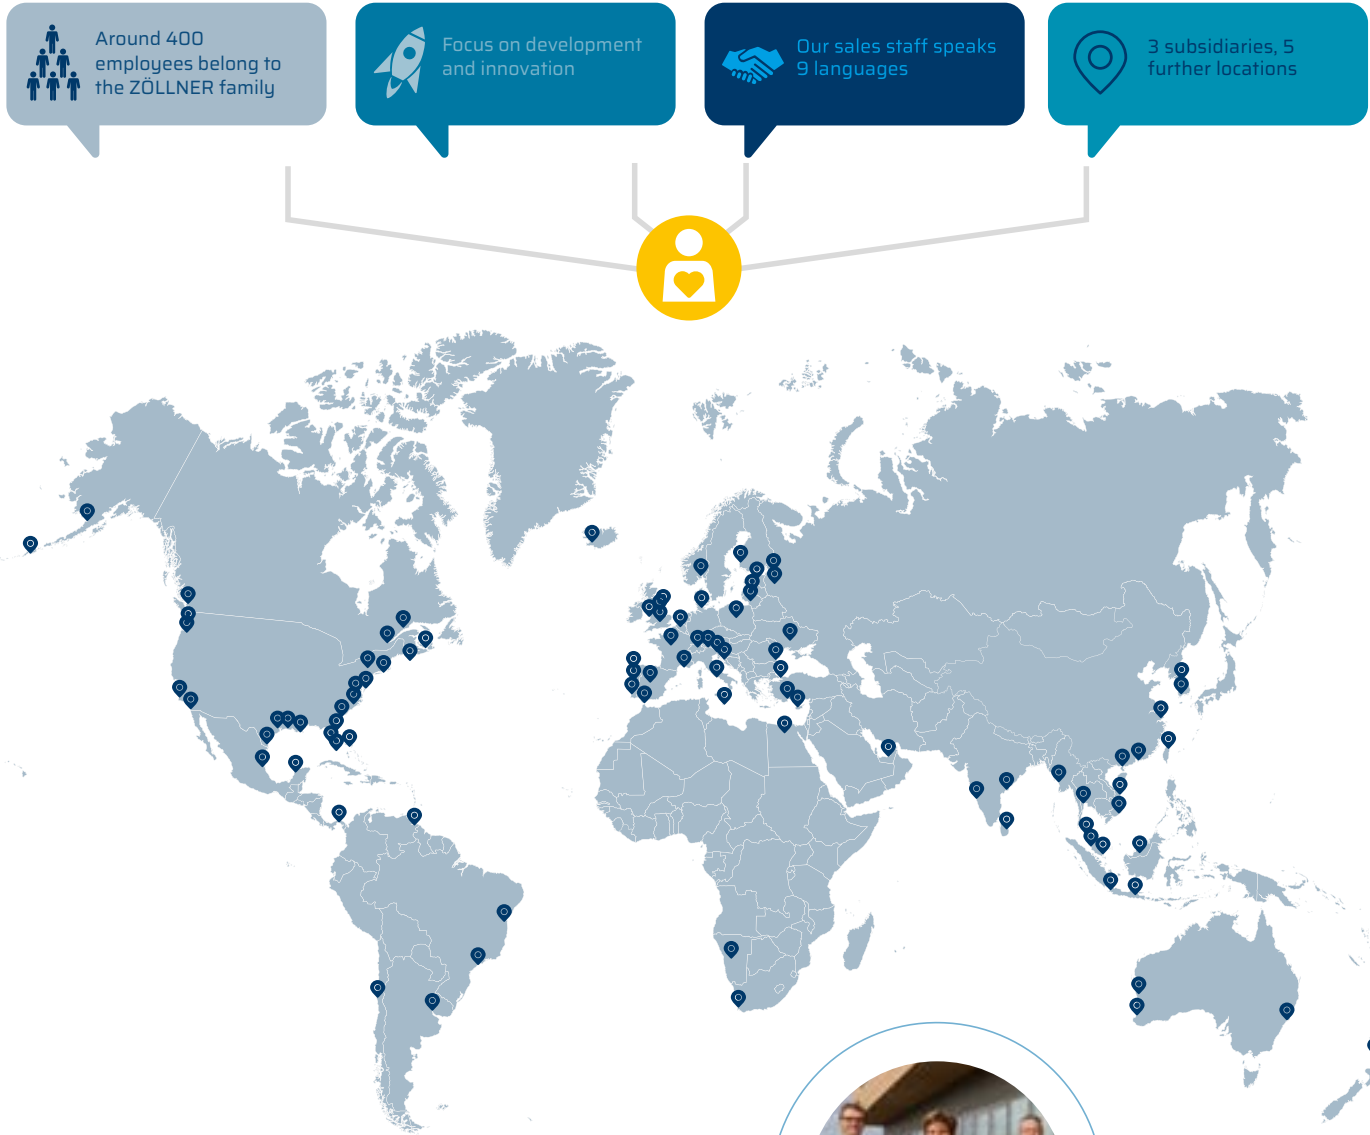 Around 400
employees belong to
the ZÖLLNER family
Focus on development
and innovation
Our sales staff speaks
9 languages
3 subsidiaries, 5
further locations